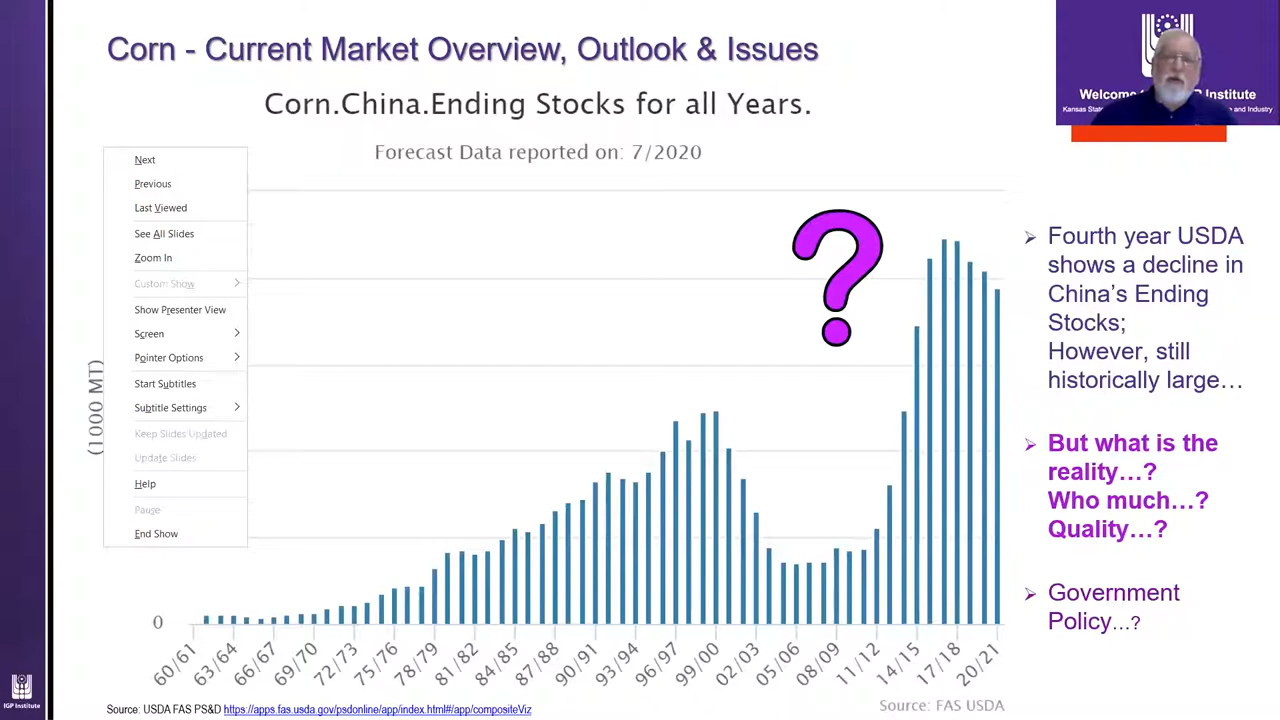 Corn - Current Market Overview, Outlook & Issues
Corn.China.Ending Stocks for all Years.
Forecast Data reported on: 7/2020
Next
Previous
Last Viewed
See All Slides
Zoom In
Custom Show
Show Presenter View
Screen
Pointer Options
Start Subtitles
Subtitle Settings
Keep Slides Updated
Update Slides
Help
Pause
End Show
(1000 MT)
0
60/61 63/64 66/67 69/70 72/73 75/76 78/79 81/82 84/85 87/88 90/91 93/94 96/97 99/00 02/03 05/06 08/09 11/12 14/15 17/18 20/21
?
Source: FAS USDA
Source: USDA FAS PS&D https://apps.fas.usda.gov/psdonline/app/index.html#/app/compositeViz
Welcome Institute
Kansas Sta e and Industry
Fourth year USDA
shows a decline in
China's Ending
Stocks;
However, still
historically large…
But what is the
reality…?
Who much…?
Quality…?
Government
Policy…?
IGP Institute